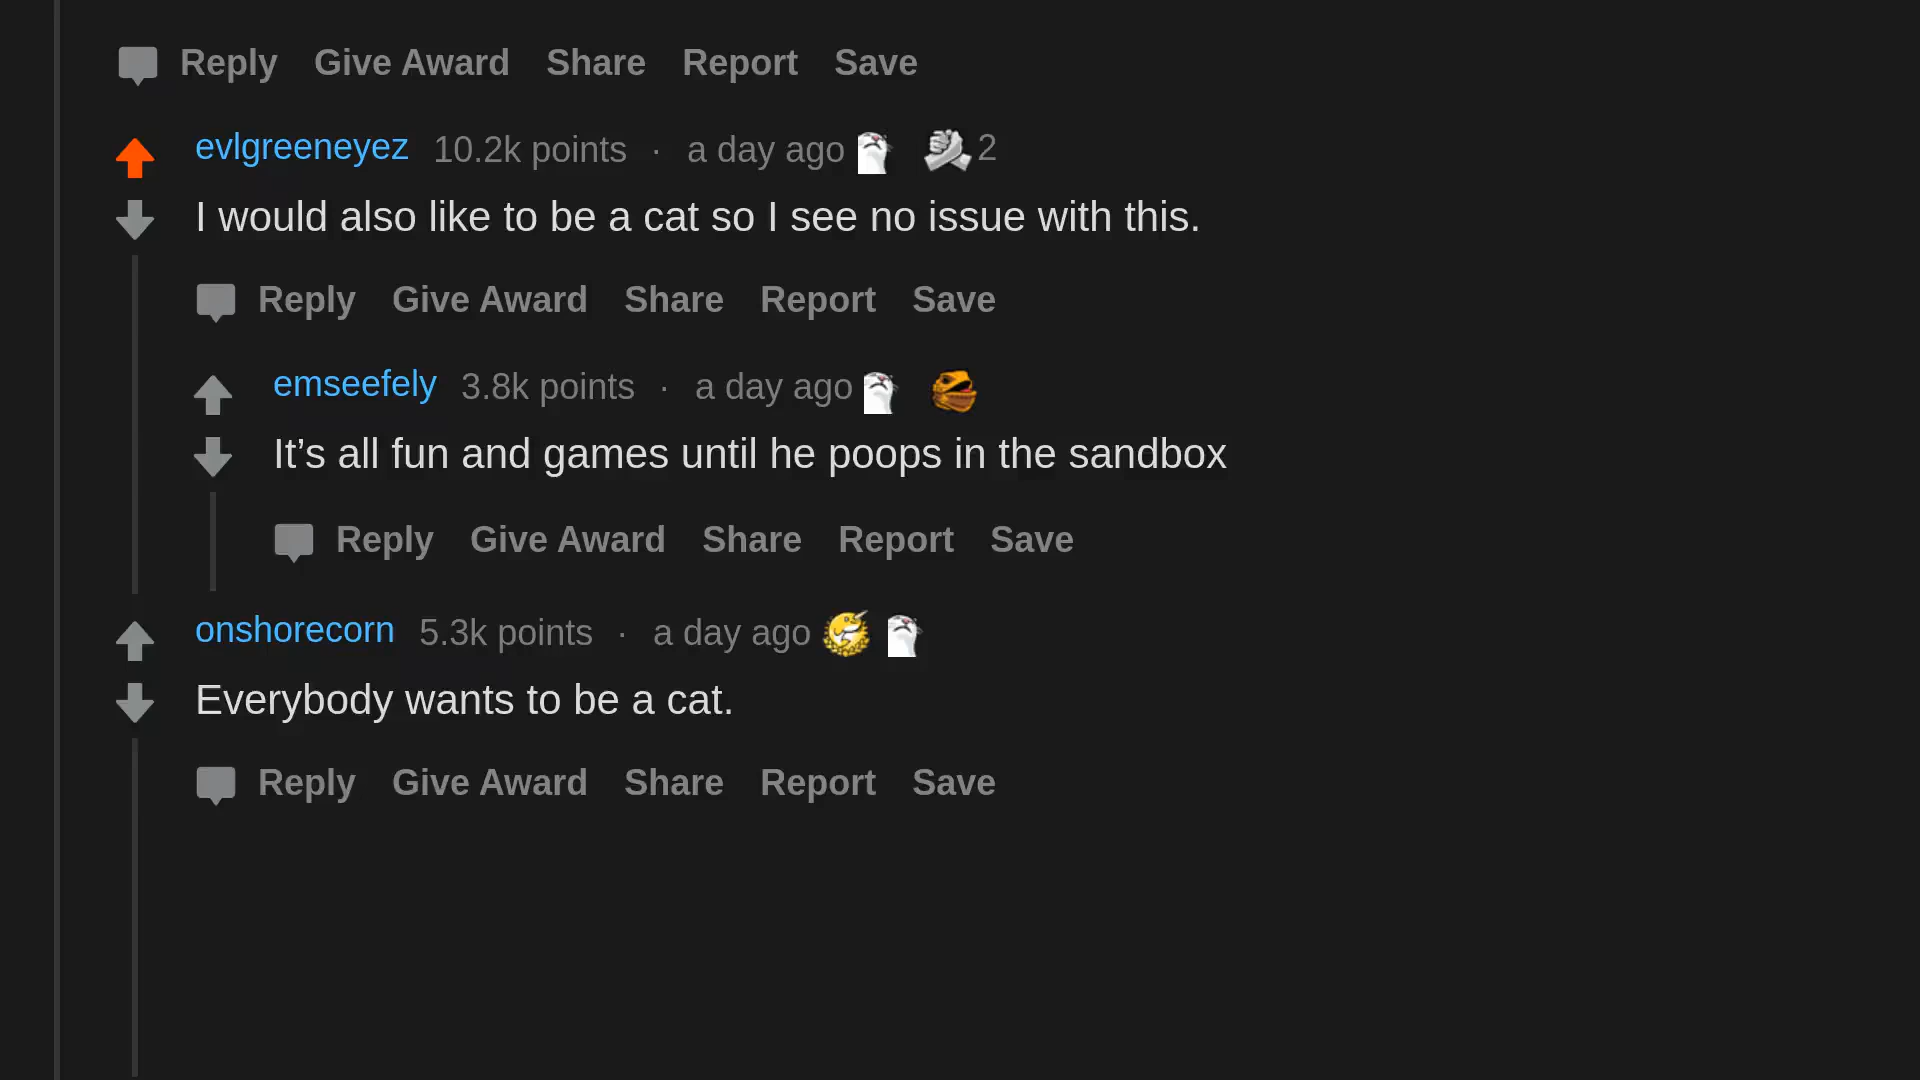 Reply Give Award Share Report Save
evlgreeneyez 10.2k points · a day ago 2
I would also like to be a cat so I see no issue with this.
Reply Give Award Share Report Save
emseefely 3.8k points · a day ago
It’s all fun and games until he poops in the sandbox
Reply Give Award Share Report Save
onshorecorn 5.3k points · a day ago
Everybody wants to be a cat.
Reply Give Award Share Report Save